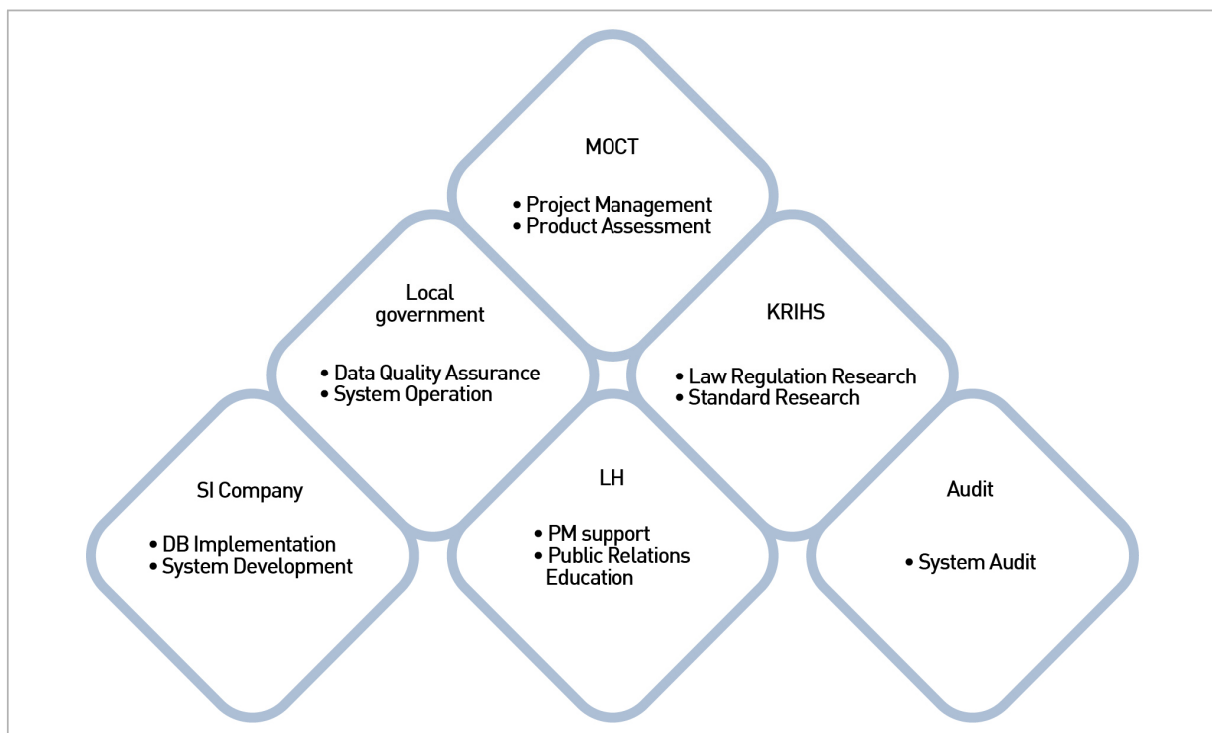 MOCT
• Project Management
• Product Assessment
Local
government
• Data Quality Assurance
• System Operation
KRIHS
• Law Regulation Research
• Standard Research
SI Company
• DB Implementation
• System Development
LH
• PM support
• Public Relations
Education
Audit
• System Audit